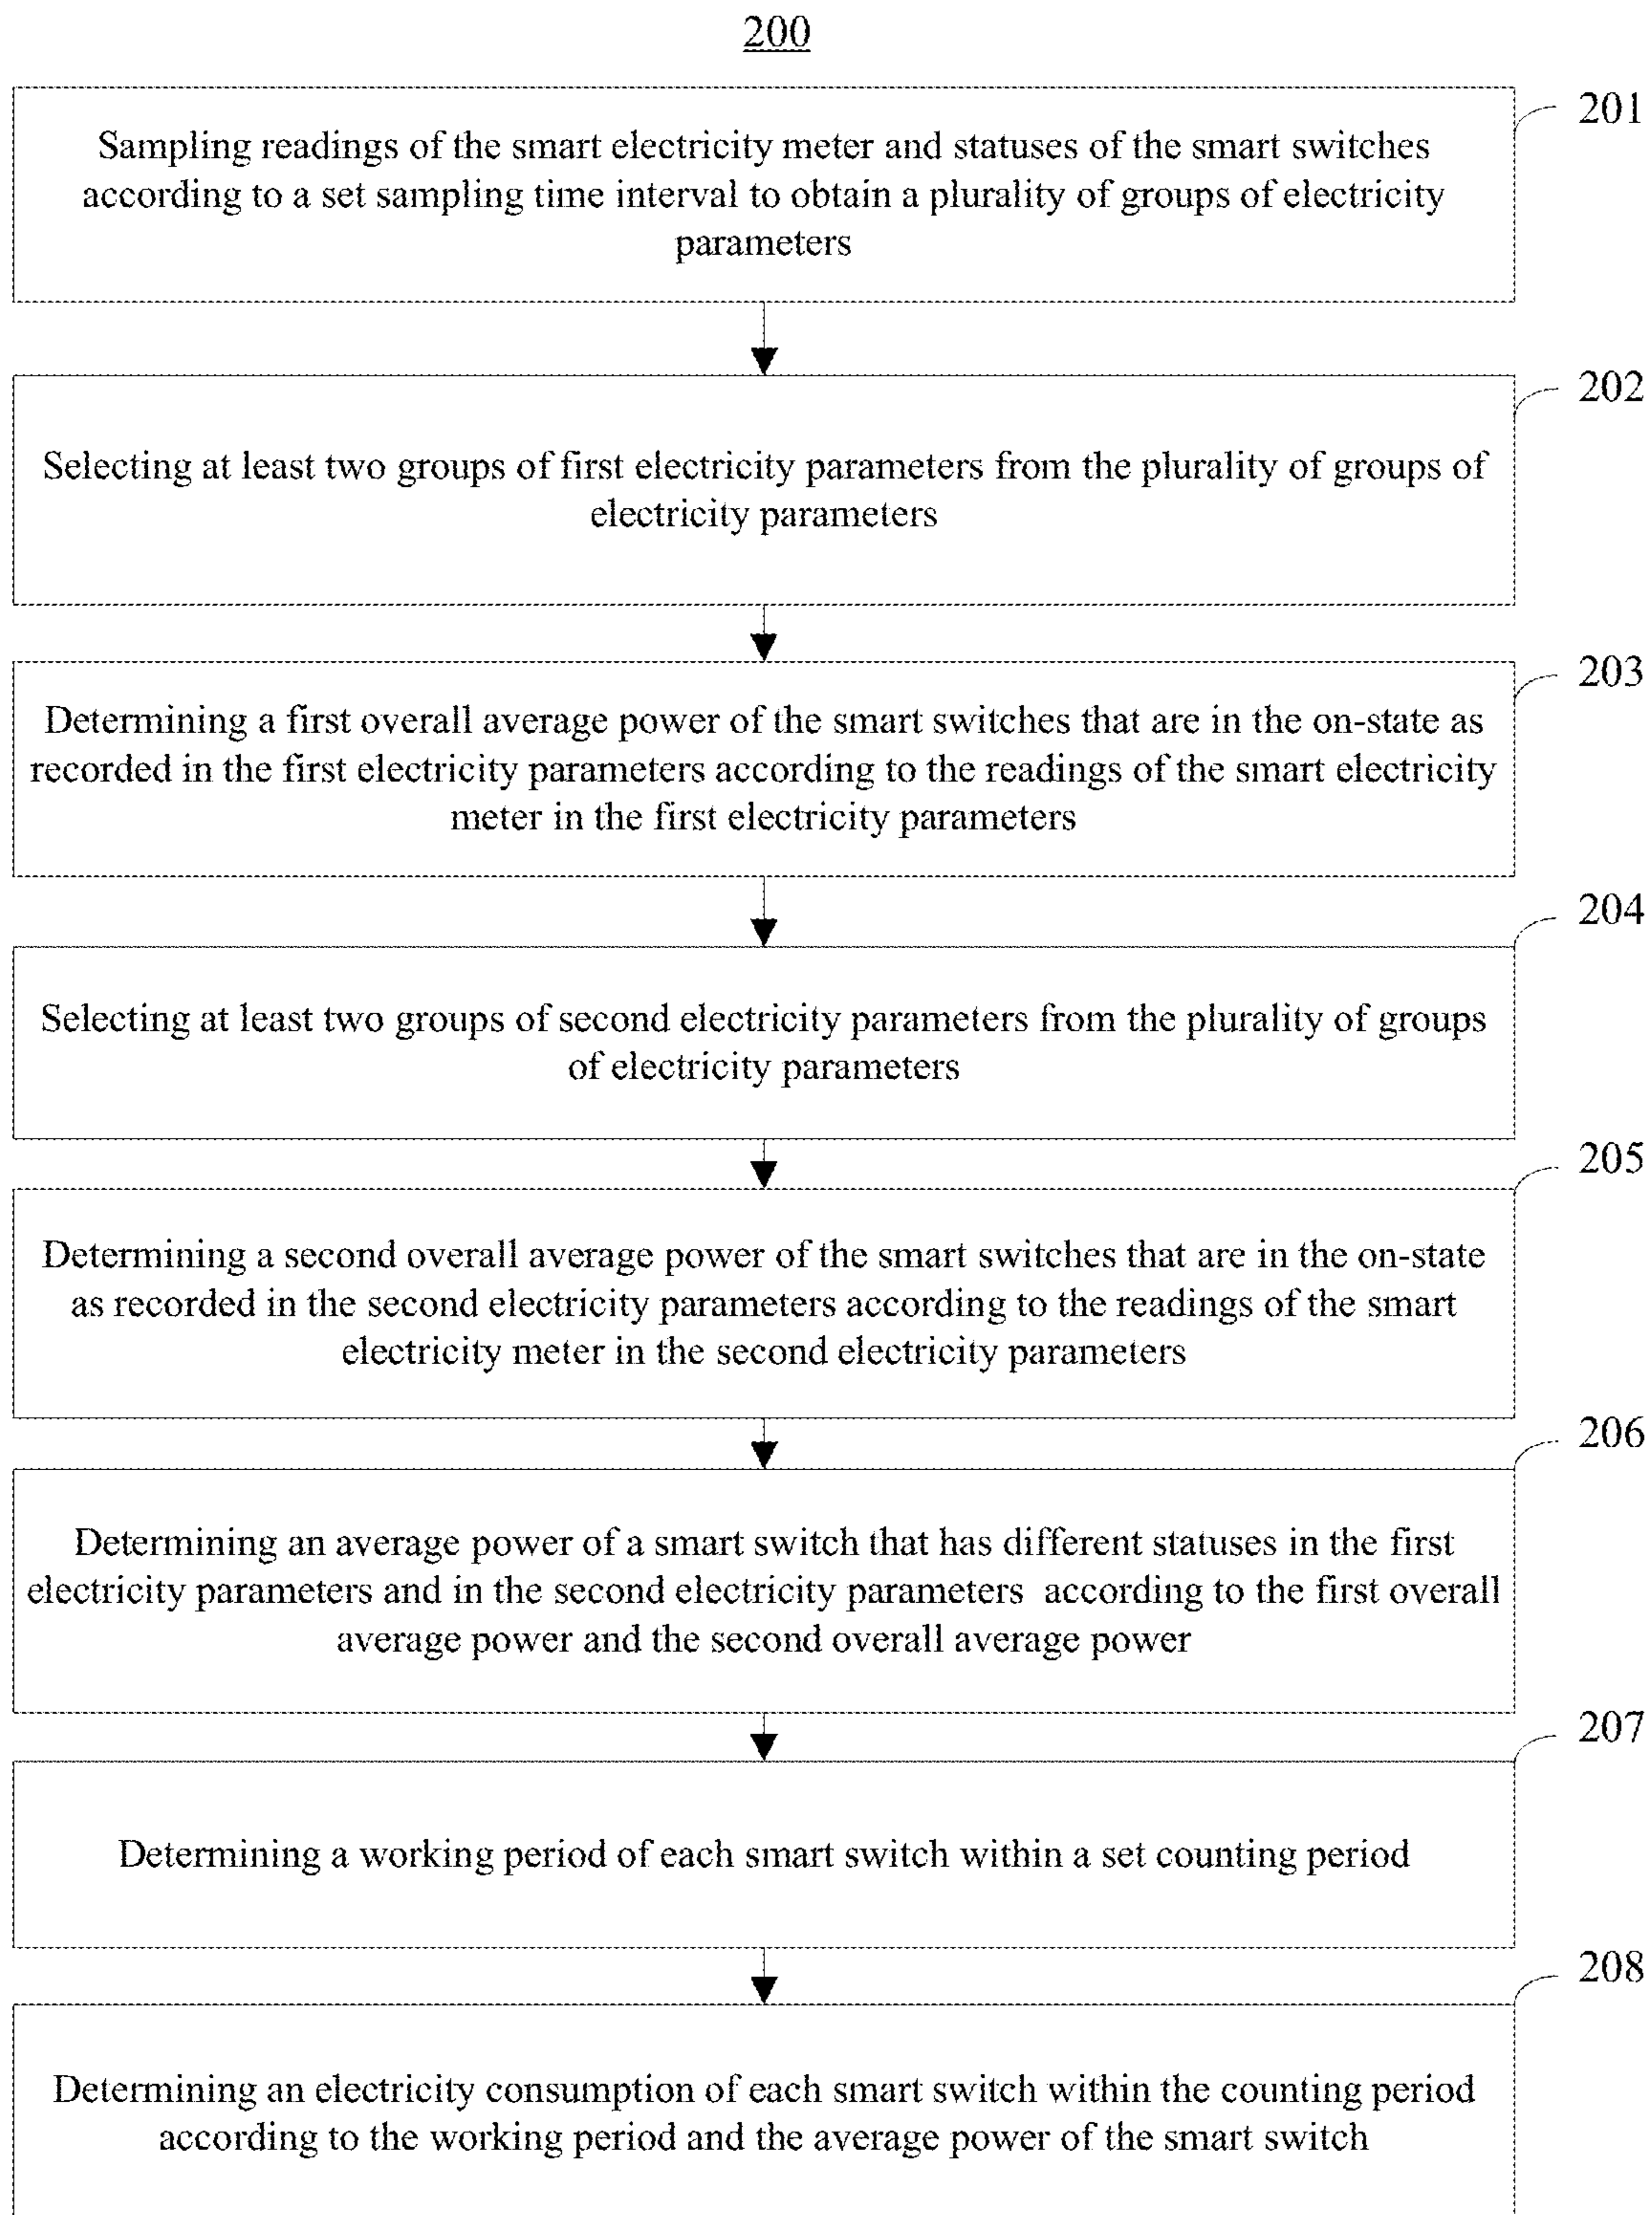 200
201
Sampling readings of the smart electricity meter and statuses of the smart switches
according to a set sampling time interval to obtain a plurality of groups of electricity
parameters
202
Selecting at least two groups of first electricity parameters from the plurality of groups of
electricity parameters
203
Determining a first overall average power of the smart switches that are in the on-state as
recorded in the first electricity parameters according to the readings of the smart electricity
meter in the first electricity parameters
204
Selecting at least two groups of second electricity parameters from the plurality of groups
of electricity parameters
205
Determining a second overall average power of the smart switches that are in the on-state
as recorded in the second electricity parameters according to the readings of the smart
electricity meter in the second electricity parameters
206
Determining an average power of a smart switch that has different statuses in the first
electricity parameters and in the second electricity parameters according to the first overall
average power and the second overall average power
207
Determining a working period of each smart switch within a set counting period
208
Determining an electricity consumption of each smart switch within the counting period
according to the working period and the average power of the smart switch